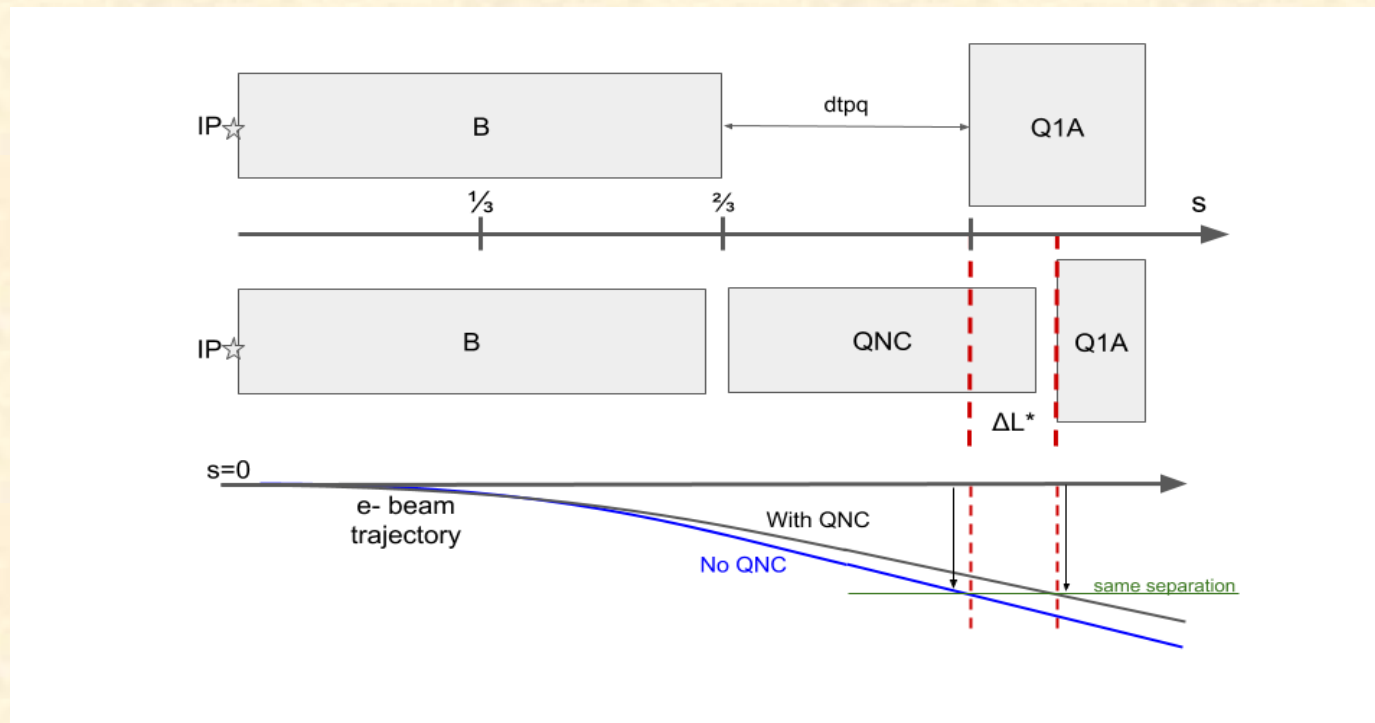 dtpq
IP
B
Q1A
⅓
⅔
s
IP
B
QNC
Q1A
ΔL*
s=0
e- beam
trajectory
With QNC
No QNC
same separation